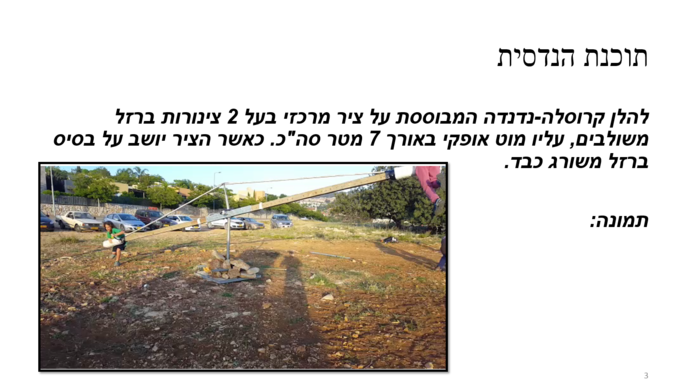 תוכנת הנדסית
להלן קרוסלה-נדנדה המבוססת על ציר מרכזי בעל 2 צינורות ברזל
משולבים, עליו מוט אופקי באורך 7 מטר סה"כ. כאשר הציר יושב על בסיס
ברזל משורג כבד.
תמונה:
3